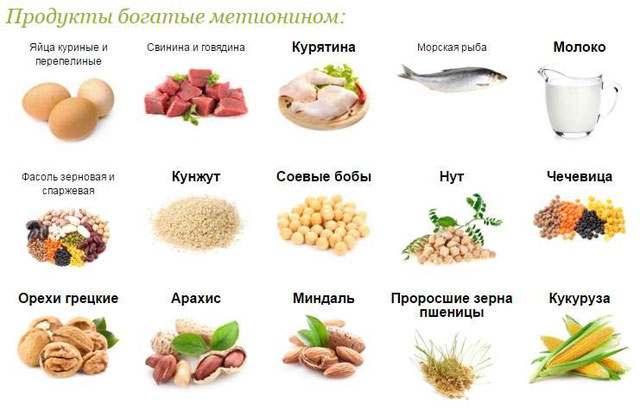 Продукты богатые метионином:
Яйца куриные и
перепелиные
Свинина и говядина
Курятина
Морская рыба
Молоко
Фасоль зерновая и
спаржевая
Кунжут
Соевые бобы
Нут
Чечевица
Орехи грецкие
Арахис
Миндаль
Проросшие зерна
пшеницы
Кукуруза